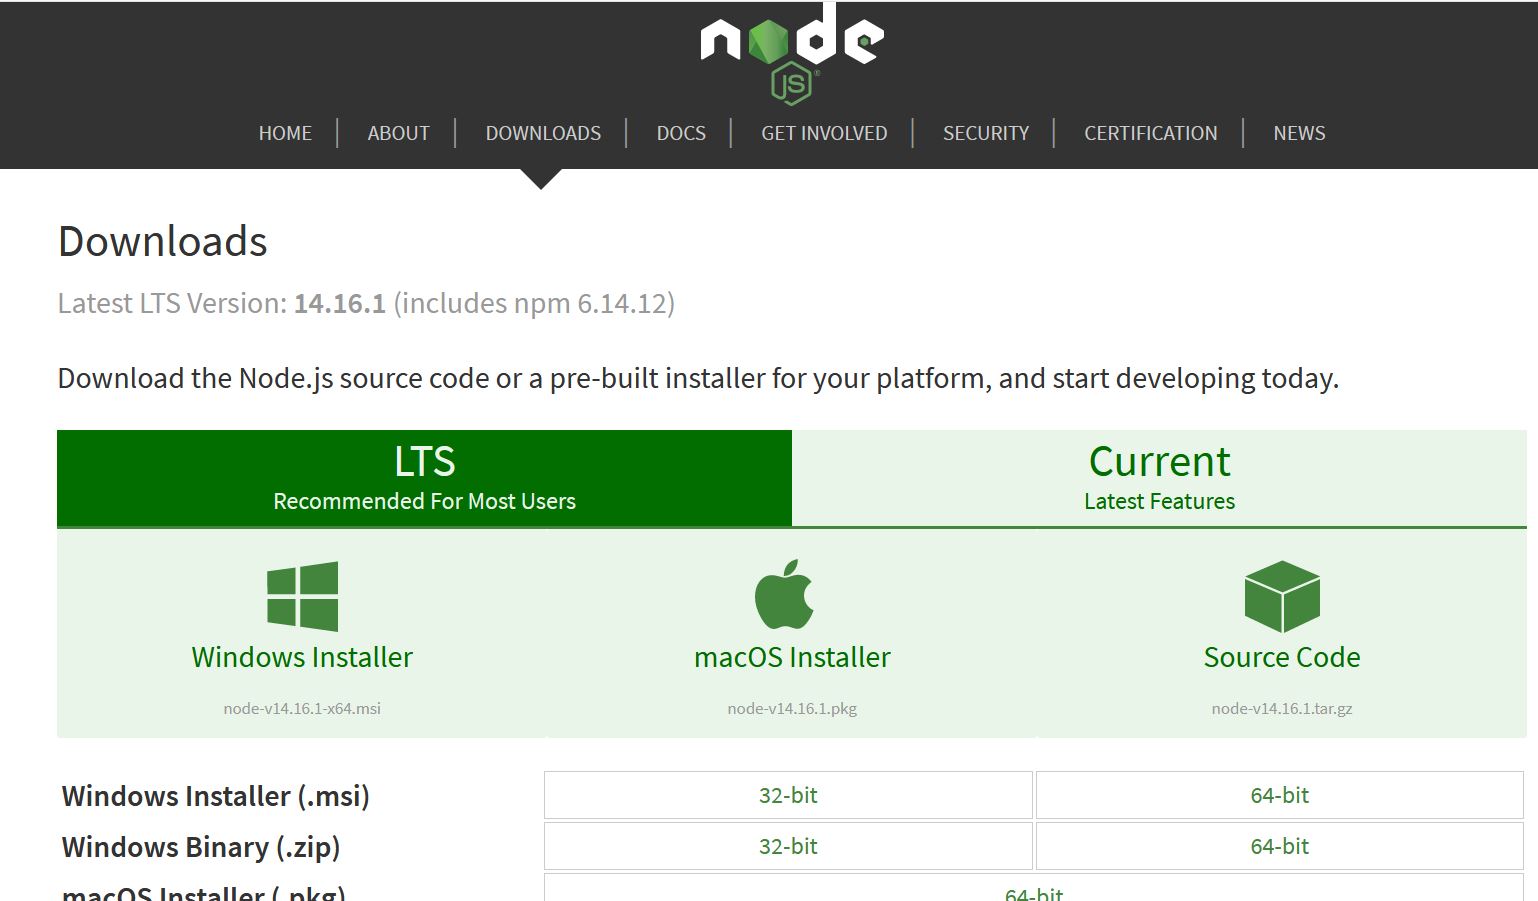 node
JS®
HOME | ABOUT | DOWNLOADS | DOCS | GET INVOLVED | SECURITY | CERTIFICATION | NEWS
Downloads
Latest LTS Version: 14.16.1 (includes npm 6.14.12)
Download the Node.js source code or a pre-built installer for your platform, and start developing today.
LTS
Recommended For Most Users
Current
Latest Features
Windows Installer
node-v14.16.1-x64.msi
macOS Installer
node-v14.16.1.pkg
Source Code
node-v14.16.1.tar.gz
Windows Installer (.msi) 32-bit 64-bit
Windows Binary (.zip) 32-bit 64-bit
macOS Installer (.pkg) 64-bit